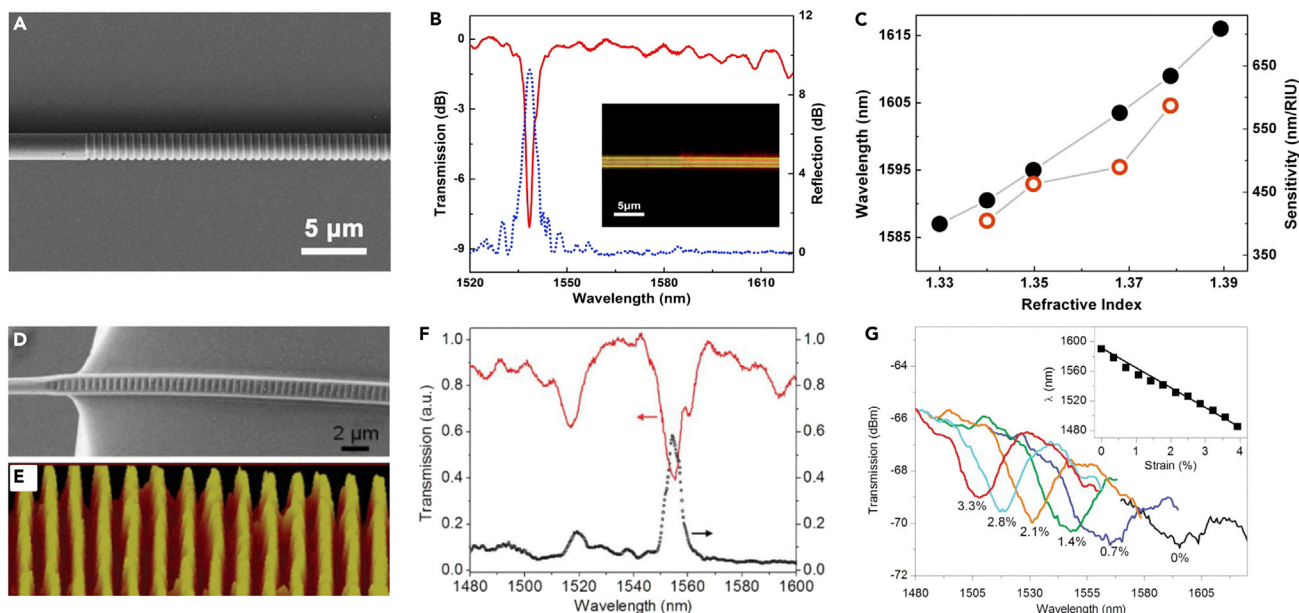 A
5 μm
B
Transmission (dB)
0
-3
-6
-9
12
8
4
0
Reflection (dB)
5μm
1520 1550 1580 1610
Wavelength (nm)
C
Wavelength (nm)
1615
1605
1595
1585
650
550
450
350
Sensitivity (nm/RIU)
1.33 1.35 1.37 1.39
Refractive Index
D
2 μm
E
F
Transmission (a.u.)
1.0
0.8
0.6
0.4
0.2
0.0
1.0
0.8
0.6
0.4
0.2
0.0
1480 1500 1520 1540 1560 1580 1600
Wavelength (nm)
G
Transmission (dBm)
-64
-66
-68
-70
-72
λ (nm)
1600
1560
1520
1480
0 1 2 3 4
Strain (%)
3.3%
2.8%
2.1%
1.4%
0.7%
0%
1480 1505 1530 1555 1580 1605
Wavelength (nm)